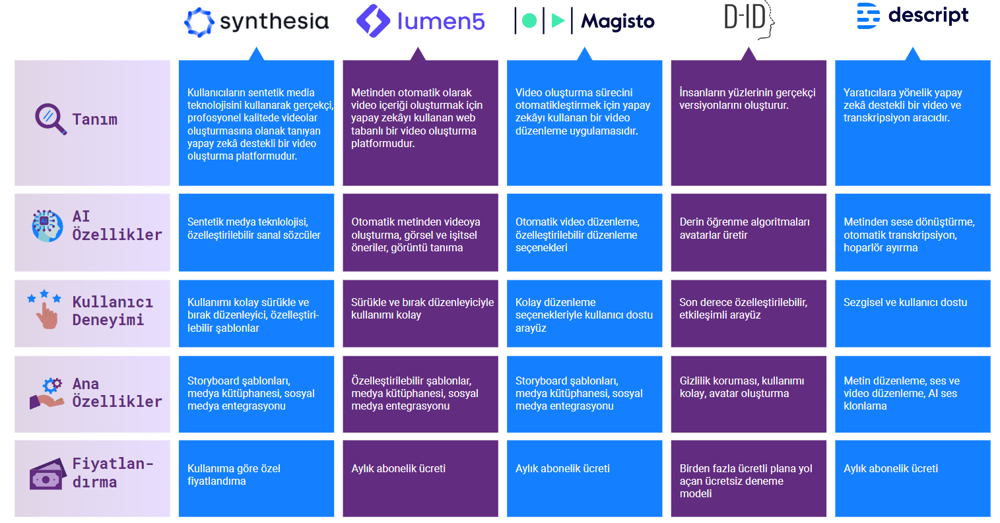 synthesia
lumen5
Magisto
D-ID
descript
Tanım
Kullanıcıların sentetik media
teknolojisini kullanarak gerçekçi,
profosyonel kalitede videolar
oluşturmasına olanak tanıyan
yapay zekâ destekli bir video
oluşturma platformudur.
Metinden otomatik olarak
video içeriği oluşturmak için
yapay zekâyı kullanan web
tabanlı bir video oluşturma
platformudur.
Video oluşturma sürecini
otomatikleştirmek için yapay
zekâyı kullanan bir video
düzenleme uygulamasıdır.
İnsanların yüzlerinin gerçekçi
versiyonlarını oluşturur.
Yaratıcılara yönelik yapay
zekâ destekli bir video ve
transkripsiyon aracıdır.
AI
AI
Özellikler
Sentetik medya teknlolojisi,
özelleştirilebilir sanal sözcüler
Otomatik metinden videoya
oluşturma, görsel ve işitsel
öneriler, görüntü tanıma
Otomatik video düzenleme,
özelleştirilebilir düzenleme
seçenekleri
Derin öğrenme algoritmaları
avatarlar üretir
Metinden sese dönüştürme,
otomatik transkripsiyon,
hoparlör ayırma
Kullanıcı
Deneyimi
Kullanımı kolay sürükle ve
bırak düzenleyici, özelleştiri-
lebilir şablonlar
Sürükle ve bırak düzenleyiciyle
kullanımı kolay
Kolay düzenleme
seçenekleriyle kullanıcı dostu
arayüz
Son derece özelleştirilebilir,
etkileşimli arayüz
Sezgisel ve kullanıcı dostu
Ana
Özellikler
Storyboard şablonları,
medya kütüphanesi, sosyal
medya entegrasyonu
Özelleştirilebilir şablonlar,
medya kütüphanesi, sosyal
medya entegrasyonu
Storyboard şablonları,
medya kütüphanesi, sosyal
medya entegrasyonu
Gizlilik koruması, kullanımı
kolay, avatar oluşturma
Metin düzenleme, ses ve
video düzenleme, AI ses
klonlama
Fiyatlan-
dırma
Kullanıma göre özel
fiyatlandıma
Aylık abonelik ücreti
Aylık abonelik ücreti
Birden fazla ücretli plana yol
açan ücretsiz deneme
modeli
Aylık abonelik ücreti